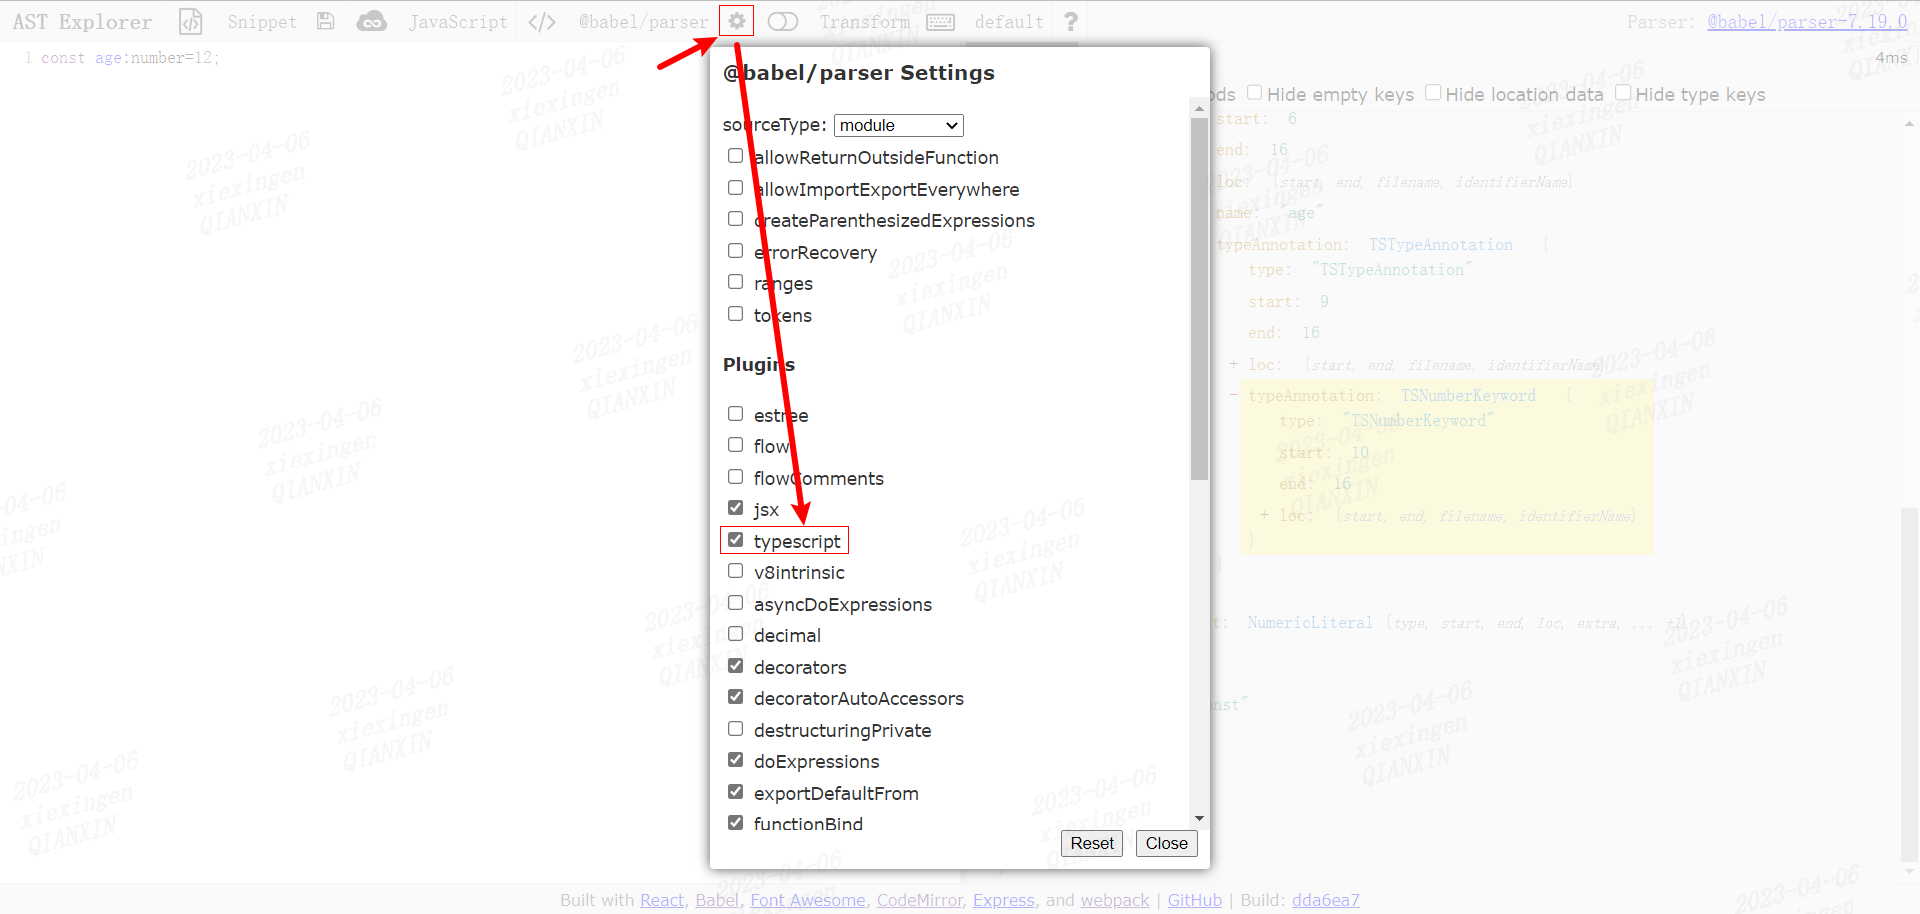 AST Explorer Snippet JavaScript </> @babel/parser Transform default ? Parser: @babel/parser-7.19.0
1 const age:number=12;
4ms
Hide empty keys Hide location data Hide type keys
@babel/parser Settings
sourceType: module
allowReturnOutsideFunction
allowImportExportEverywhere
createParenthesizedExpressions
errorRecovery
ranges
tokens
Plugins
estree
flow
flowComments
jsx
typescript
v8intrinsic
asyncDoExpressions
decimal
decorators
decoratorAutoAccessors
destructuringPrivate
doExpressions
exportDefaultFrom
functionBind
Reset Close
start: 6
end: 16
loc: {start, end, filename, identifierName}
name: "age"
typeAnnotation: TSTypeAnnotation {
type: "TSTypeAnnotation"
start: 9
end: 16
+ loc: {start, end, filename, identifierName}
- typeAnnotation: TSNumberKeyword {
type: "TSNumberKeyword"
start: 10
end: 16
+ loc: {start, end, filename, identifierName}
}
}
t: NumericLiteral {type, start, end, loc, extra, ... +1}
onst"
Built with React, Babel, Font Awesome, CodeMirror, Express, and webpack | GitHub | Build: dda6ea7
2023-04-06
xiexingen
QIANXIN